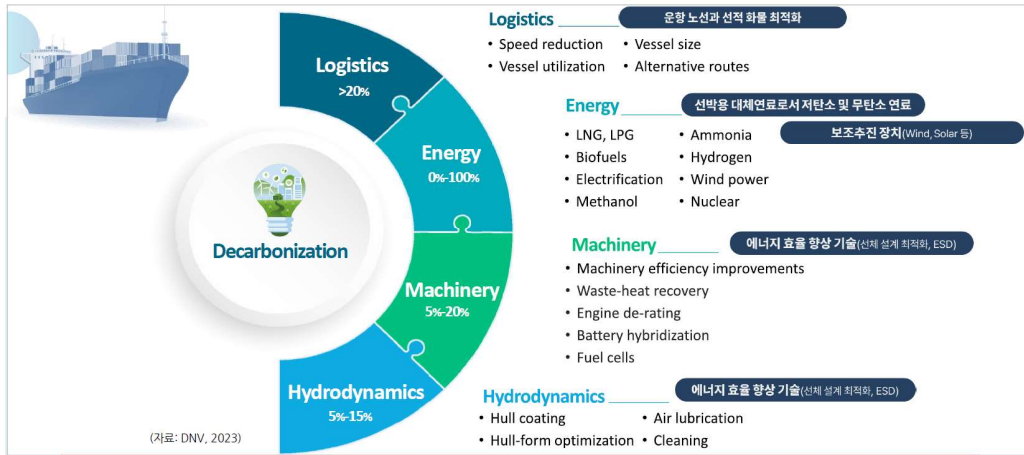 Logistics
>20%
Energy
0%-100%
Machinery
5%-20%
Hydrodynamics
5%-15%
Decarbonization
(자료: DNV, 2023)
Logistics 운항 노선과 선적 화물 최적화
• Speed reduction • Vessel size
• Vessel utilization • Alternative routes
Energy 선박용 대체연료로서 저탄소 및 무탄소 연료
보조추진 장치(Wind, Solar 등)
• LNG, LPG • Ammonia
• Biofuels • Hydrogen
• Electrification • Wind power
• Methanol • Nuclear
Machinery 에너지 효율 향상 기술(선체 설계 최적화, ESD)
• Machinery efficiency improvements
• Waste-heat recovery
• Engine de-rating
• Battery hybridization
• Fuel cells
Hydrodynamics 에너지 효율 향상 기술(선체 설계 최적화, ESD)
• Hull coating • Air lubrication
• Hull-form optimization • Cleaning